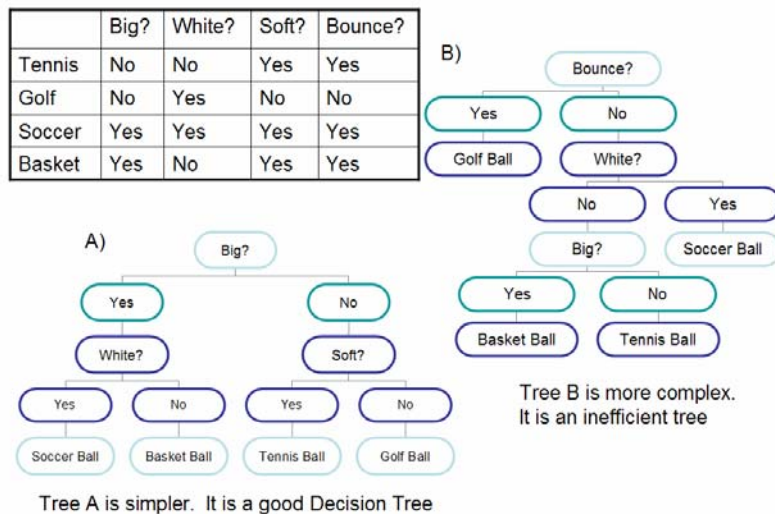 Big? White? Soft? Bounce?
Tennis No No Yes Yes
Golf No Yes No No
Soccer Yes Yes Yes Yes
Basket Yes No Yes Yes
B)
Bounce?
Yes No
Golf Ball White?
No Yes
Big? Soccer Ball
Yes No
Basket Ball Tennis Ball
Tree B is more complex.
It is an inefficient tree
A)
Big?
Yes No
White? Soft?
Yes No Yes No
Soccer Ball Basket Ball Tennis Ball Golf Ball
Tree A is simpler. It is a good Decision Tree